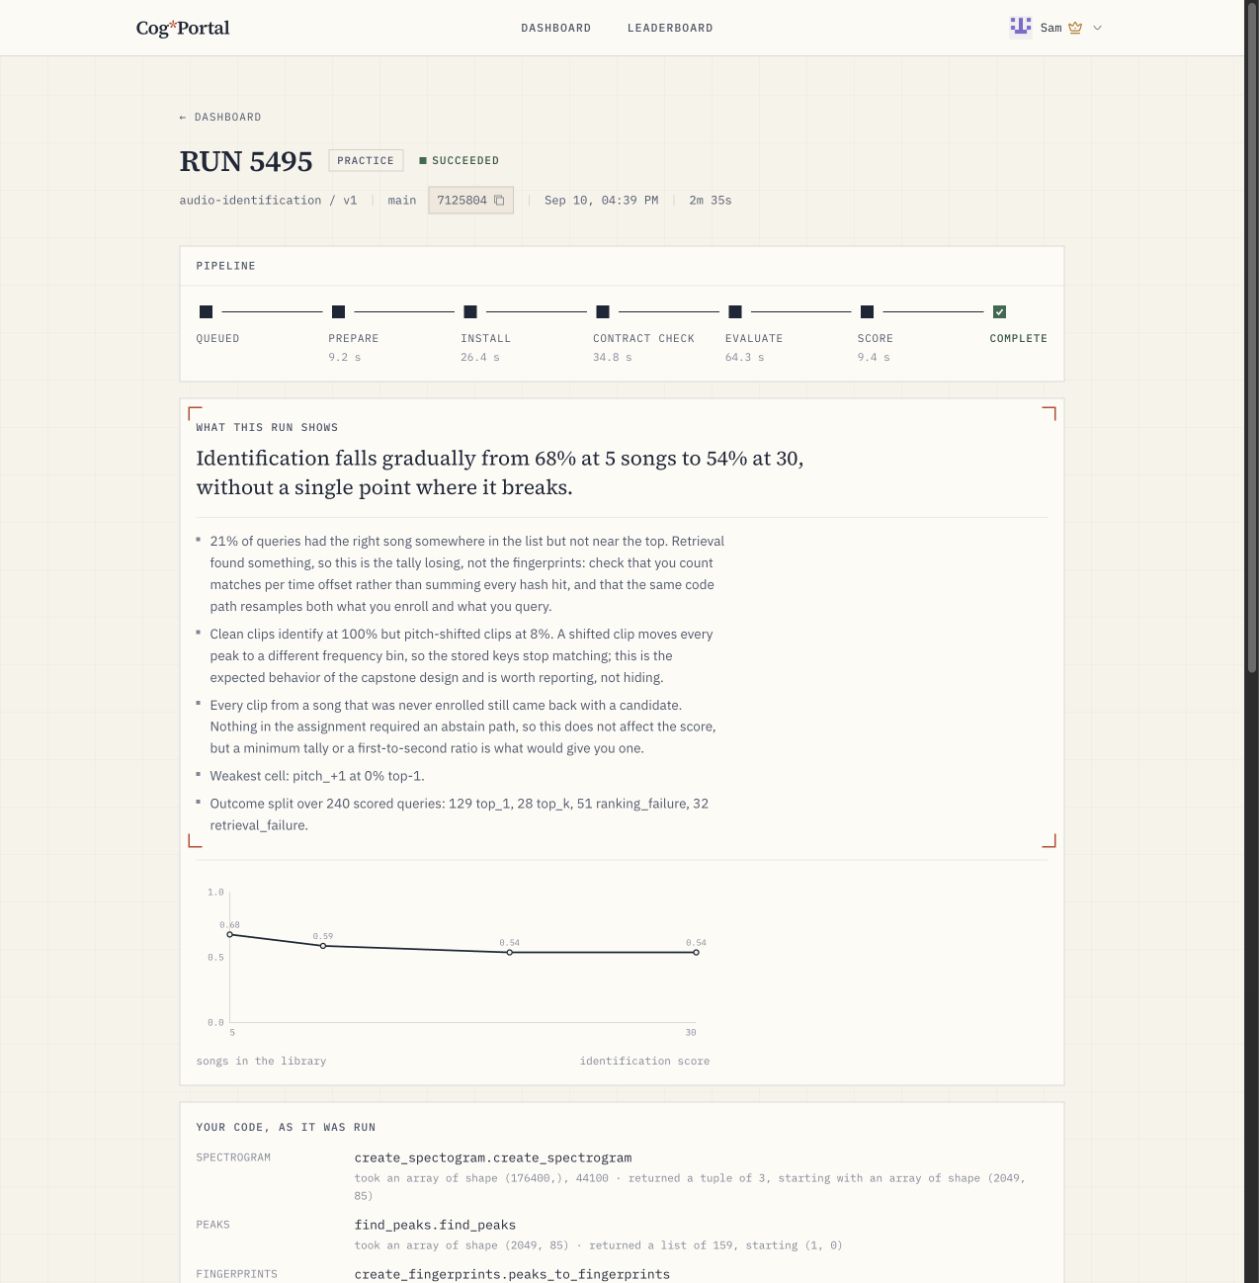 Cog*Portal
DASHBOARD LEADERBOARD
Sam
← DASHBOARD
RUN 5495 PRACTICE SUCCEEDED
audio-identification / v1 | main 7125804 | Sep 10, 04:39 PM | 2m 35s
PIPELINE
QUEUED PREPARE INSTALL CONTRACT CHECK EVALUATE SCORE COMPLETE
9.2 s 26.4 s 34.8 s 64.3 s 9.4 s
WHAT THIS RUN SHOWS
Identification falls gradually from 68% at 5 songs to 54% at 30,
without a single point where it breaks.
21% of queries had the right song somewhere in the list but not near the top. Retrieval
found something, so this is the tally losing, not the fingerprints: check that you count
matches per time offset rather than summing every hash hit, and that the same code
path resamples both what you enroll and what you query.
Clean clips identify at 100% but pitch-shifted clips at 8%. A shifted clip moves every
peak to a different frequency bin, so the stored keys stop matching; this is the
expected behavior of the capstone design and is worth reporting, not hiding.
Every clip from a song that was never enrolled still came back with a candidate.
Nothing in the assignment required an abstain path, so this does not affect the score,
but a minimum tally or a first-to-second ratio is what would give you one.
Weakest cell: pitch_+1 at 0% top-1.
Outcome split over 240 scored queries: 129 top_1, 28 top_k, 51 ranking_failure, 32
retrieval_failure.
1.0
0.68
0.59
0.54 0.54
0.5
0.0
5 30
songs in the library identification score
YOUR CODE, AS IT WAS RUN
SPECTROGRAM create_spectogram.create_spectrogram
took an array of shape (176400,), 44100 · returned a tuple of 3, starting with an array of shape (2049,
85)
PEAKS find_peaks.find_peaks
took an array of shape (2049, 85) · returned a list of 159, starting (1, 0)
FINGERPRINTS create_fingerprints.peaks_to_fingerprints